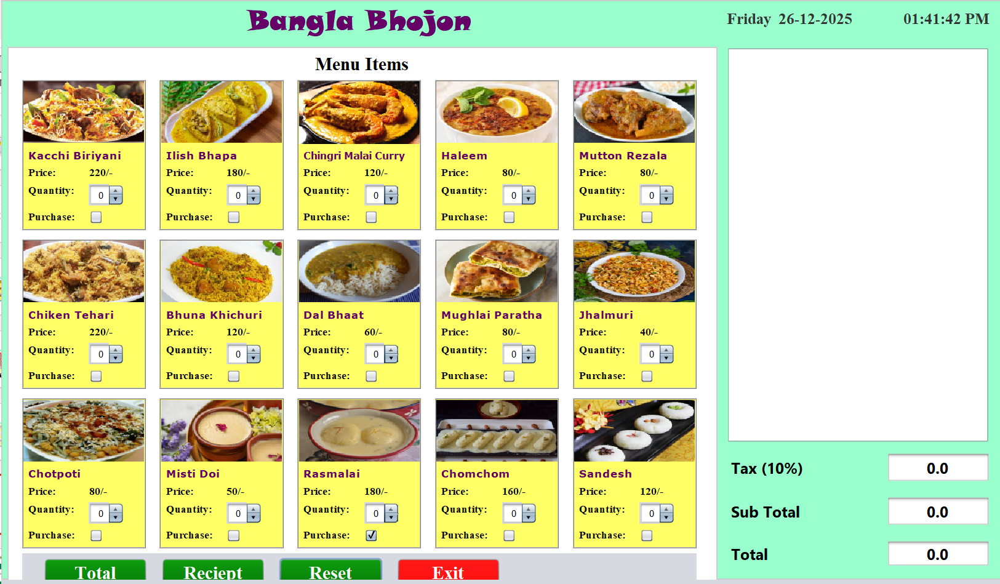 Bangla Bhojon
Friday 26-12-2025 01:41:42 PM
Menu Items
Kacchi Biriyani
Price: 220/-
Quantity: 0
Purchase:
Ilish Bhapa
Price: 180/-
Quantity: 0
Purchase:
Chingri Malai Curry
Price: 120/-
Quantity: 0
Purchase:
Haleem
Price: 80/-
Quantity: 0
Purchase:
Mutton Rezala
Price: 80/-
Quantity: 0
Purchase:
Chiken Tehari
Price: 220/-
Quantity: 0
Purchase:
Bhuna Khichuri
Price: 120/-
Quantity: 0
Purchase:
Dal Bhaat
Price: 60/-
Quantity: 0
Purchase:
Mughlai Paratha
Price: 80/-
Quantity: 0
Purchase:
Jhalmuri
Price: 40/-
Quantity: 0
Purchase:
Chotpoti
Price: 80/-
Quantity: 0
Purchase:
Misti Doi
Price: 50/-
Quantity: 0
Purchase:
Rasmalai
Price: 180/-
Quantity: 0
Purchase:
Chomchom
Price: 160/-
Quantity: 0
Purchase:
Sandesh
Price: 120/-
Quantity: 0
Purchase:
Total Reciept Reset Exit
Tax (10%) 0.0
Sub Total 0.0
Total 0.0